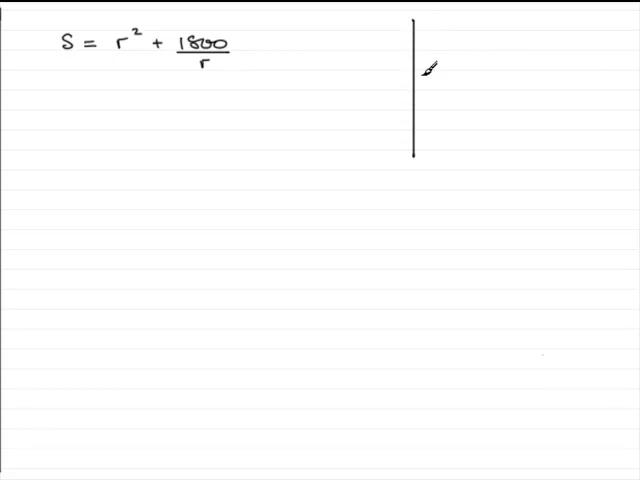 S = r² + 1800/r